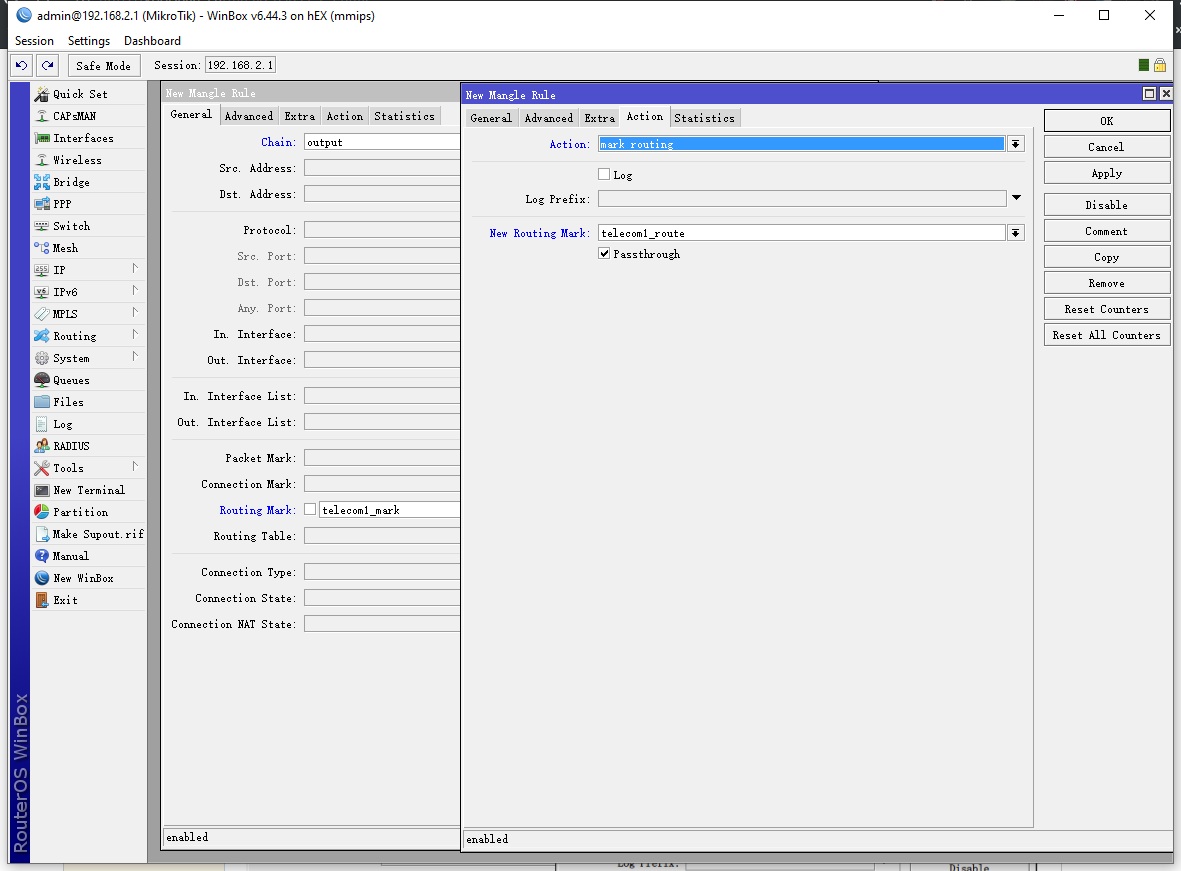 admin@192.168.2.1 (MikroTik) - WinBox v6.44.3 on hEX (mmips)
Session Settings Dashboard
Safe Mode Session: 192.168.2.1
Quick Set
CAPsMAN
Interfaces
Wireless
Bridge
PPP
Switch
Mesh
IP
IPv6
MPLS
Routing
System
Queues
Files
Log
RADIUS
Tools
New Terminal
Partition
Make Supout.rif
Manual
New WinBox
Exit
RouterOS WinBox
New Mangle Rule
General Advanced Extra Action Statistics
Chain: output
Src. Address:
Dst. Address:
Protocol:
Src. Port:
Dst. Port:
Any. Port:
In. Interface:
Out. Interface:
In. Interface List:
Out. Interface List:
Packet Mark:
Connection Mark:
Routing Mark: telecom1_mark
Routing Table:
Connection Type:
Connection State:
Connection NAT State:
enabled
New Mangle Rule
General Advanced Extra Action Statistics
Action: mark routing
Log
Log Prefix:
New Routing Mark: telecom1_route
Passthrough
OK
Cancel
Apply
Disable
Comment
Copy
Remove
Reset Counters
Reset All Counters
enabled
Log Prefix:
Disable